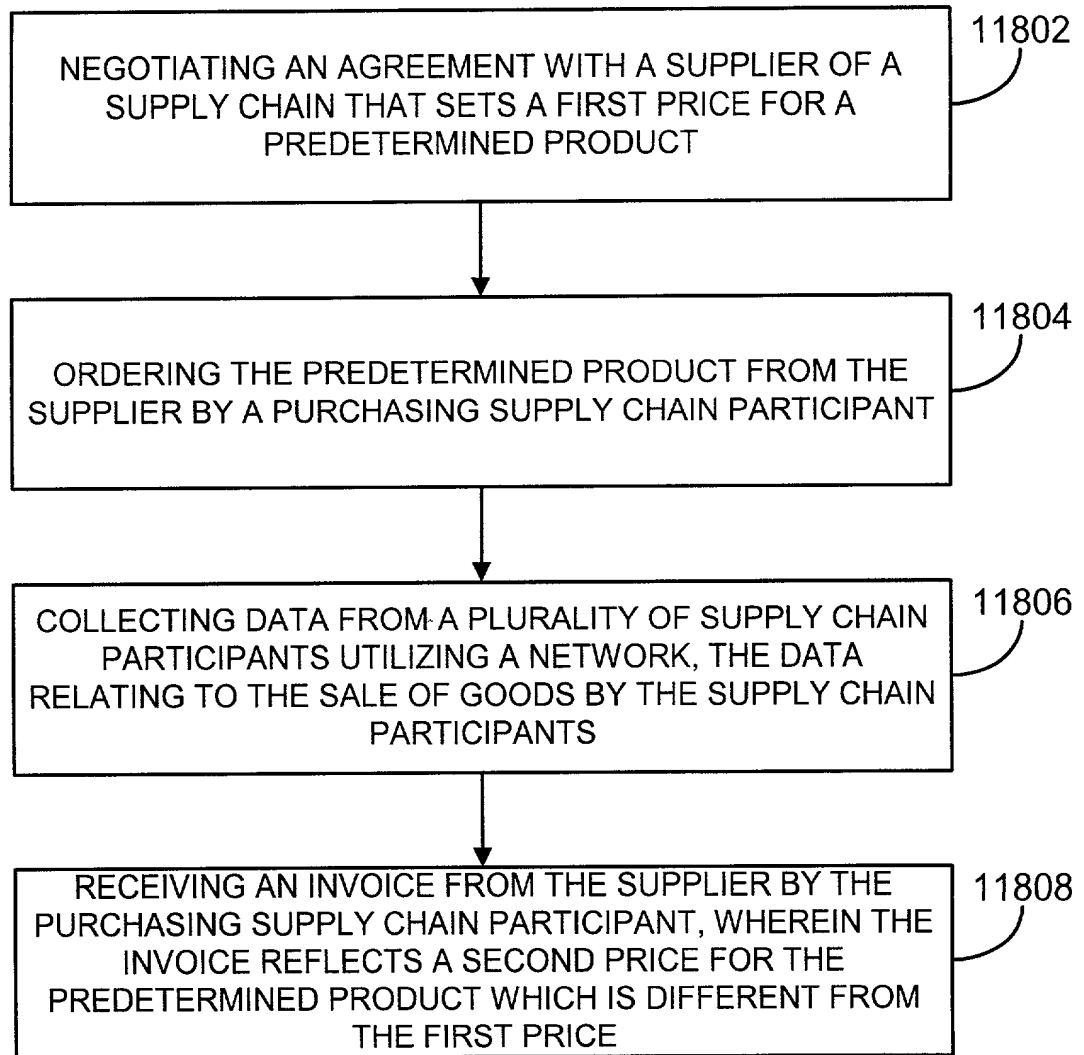 11802
NEGOTIATING AN AGREEMENT WITH A SUPPLIER OF A
SUPPLY CHAIN THAT SETS A FIRST PRICE FOR A
PREDETERMINED PRODUCT
11804
ORDERING THE PREDETERMINED PRODUCT FROM THE
SUPPLIER BY A PURCHASING SUPPLY CHAIN PARTICIPANT
11806
COLLECTING DATA FROM A PLURALITY OF SUPPLY CHAIN
PARTICIPANTS UTILIZING A NETWORK, THE DATA
RELATING TO THE SALE OF GOODS BY THE SUPPLY CHAIN
PARTICIPANTS
11808
RECEIVING AN INVOICE FROM THE SUPPLIER BY THE
PURCHASING SUPPLY CHAIN PARTICIPANT, WHEREIN THE
INVOICE REFLECTS A SECOND PRICE FOR THE
PREDETERMINED PRODUCT WHICH IS DIFFERENT FROM
THE FIRST PRICE